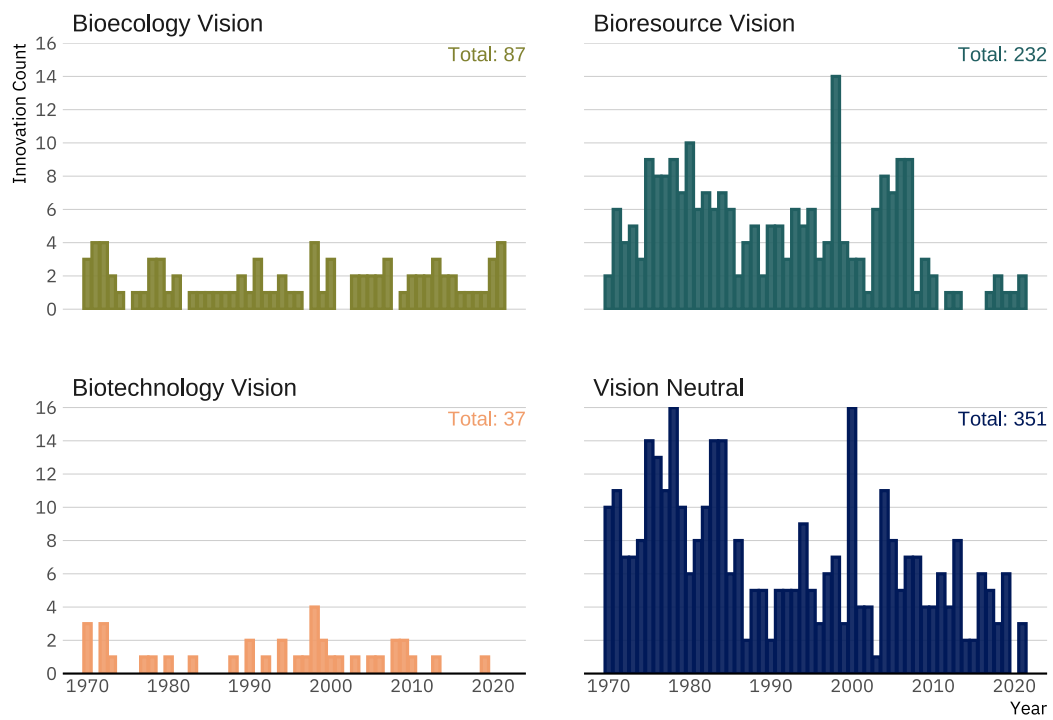 Bioecology Vision
Bioresource Vision
Innovation Count
16
14
12
10
8
6
4
2
0
Total: 87
Total: 232
Biotechnology Vision
Vision Neutral
16
14
12
10
8
6
4
2
0
Total: 37
Total: 351
1970 1980 1990 2000 2010 2020
1970 1980 1990 2000 2010 2020
Year